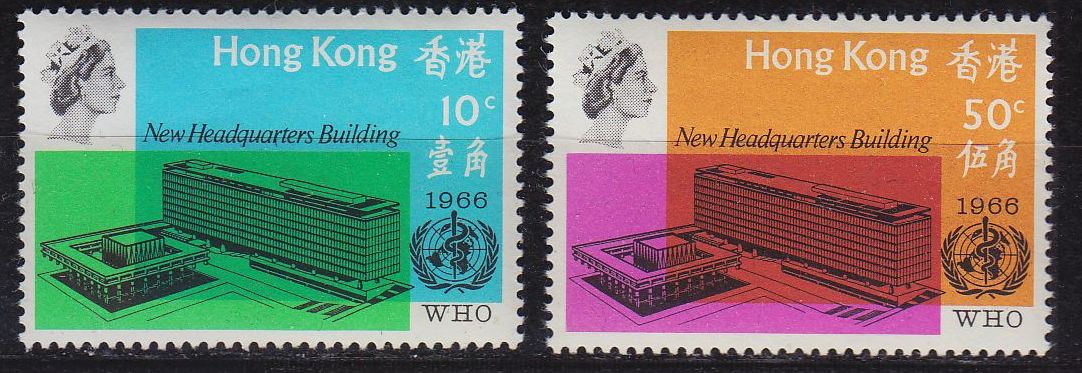 Hong Kong 香港
10c
壹角
New Headquarters Building
1966
WHO
Hong Kong 香港
50c
伍角
New Headquarters Building
1966
WHO